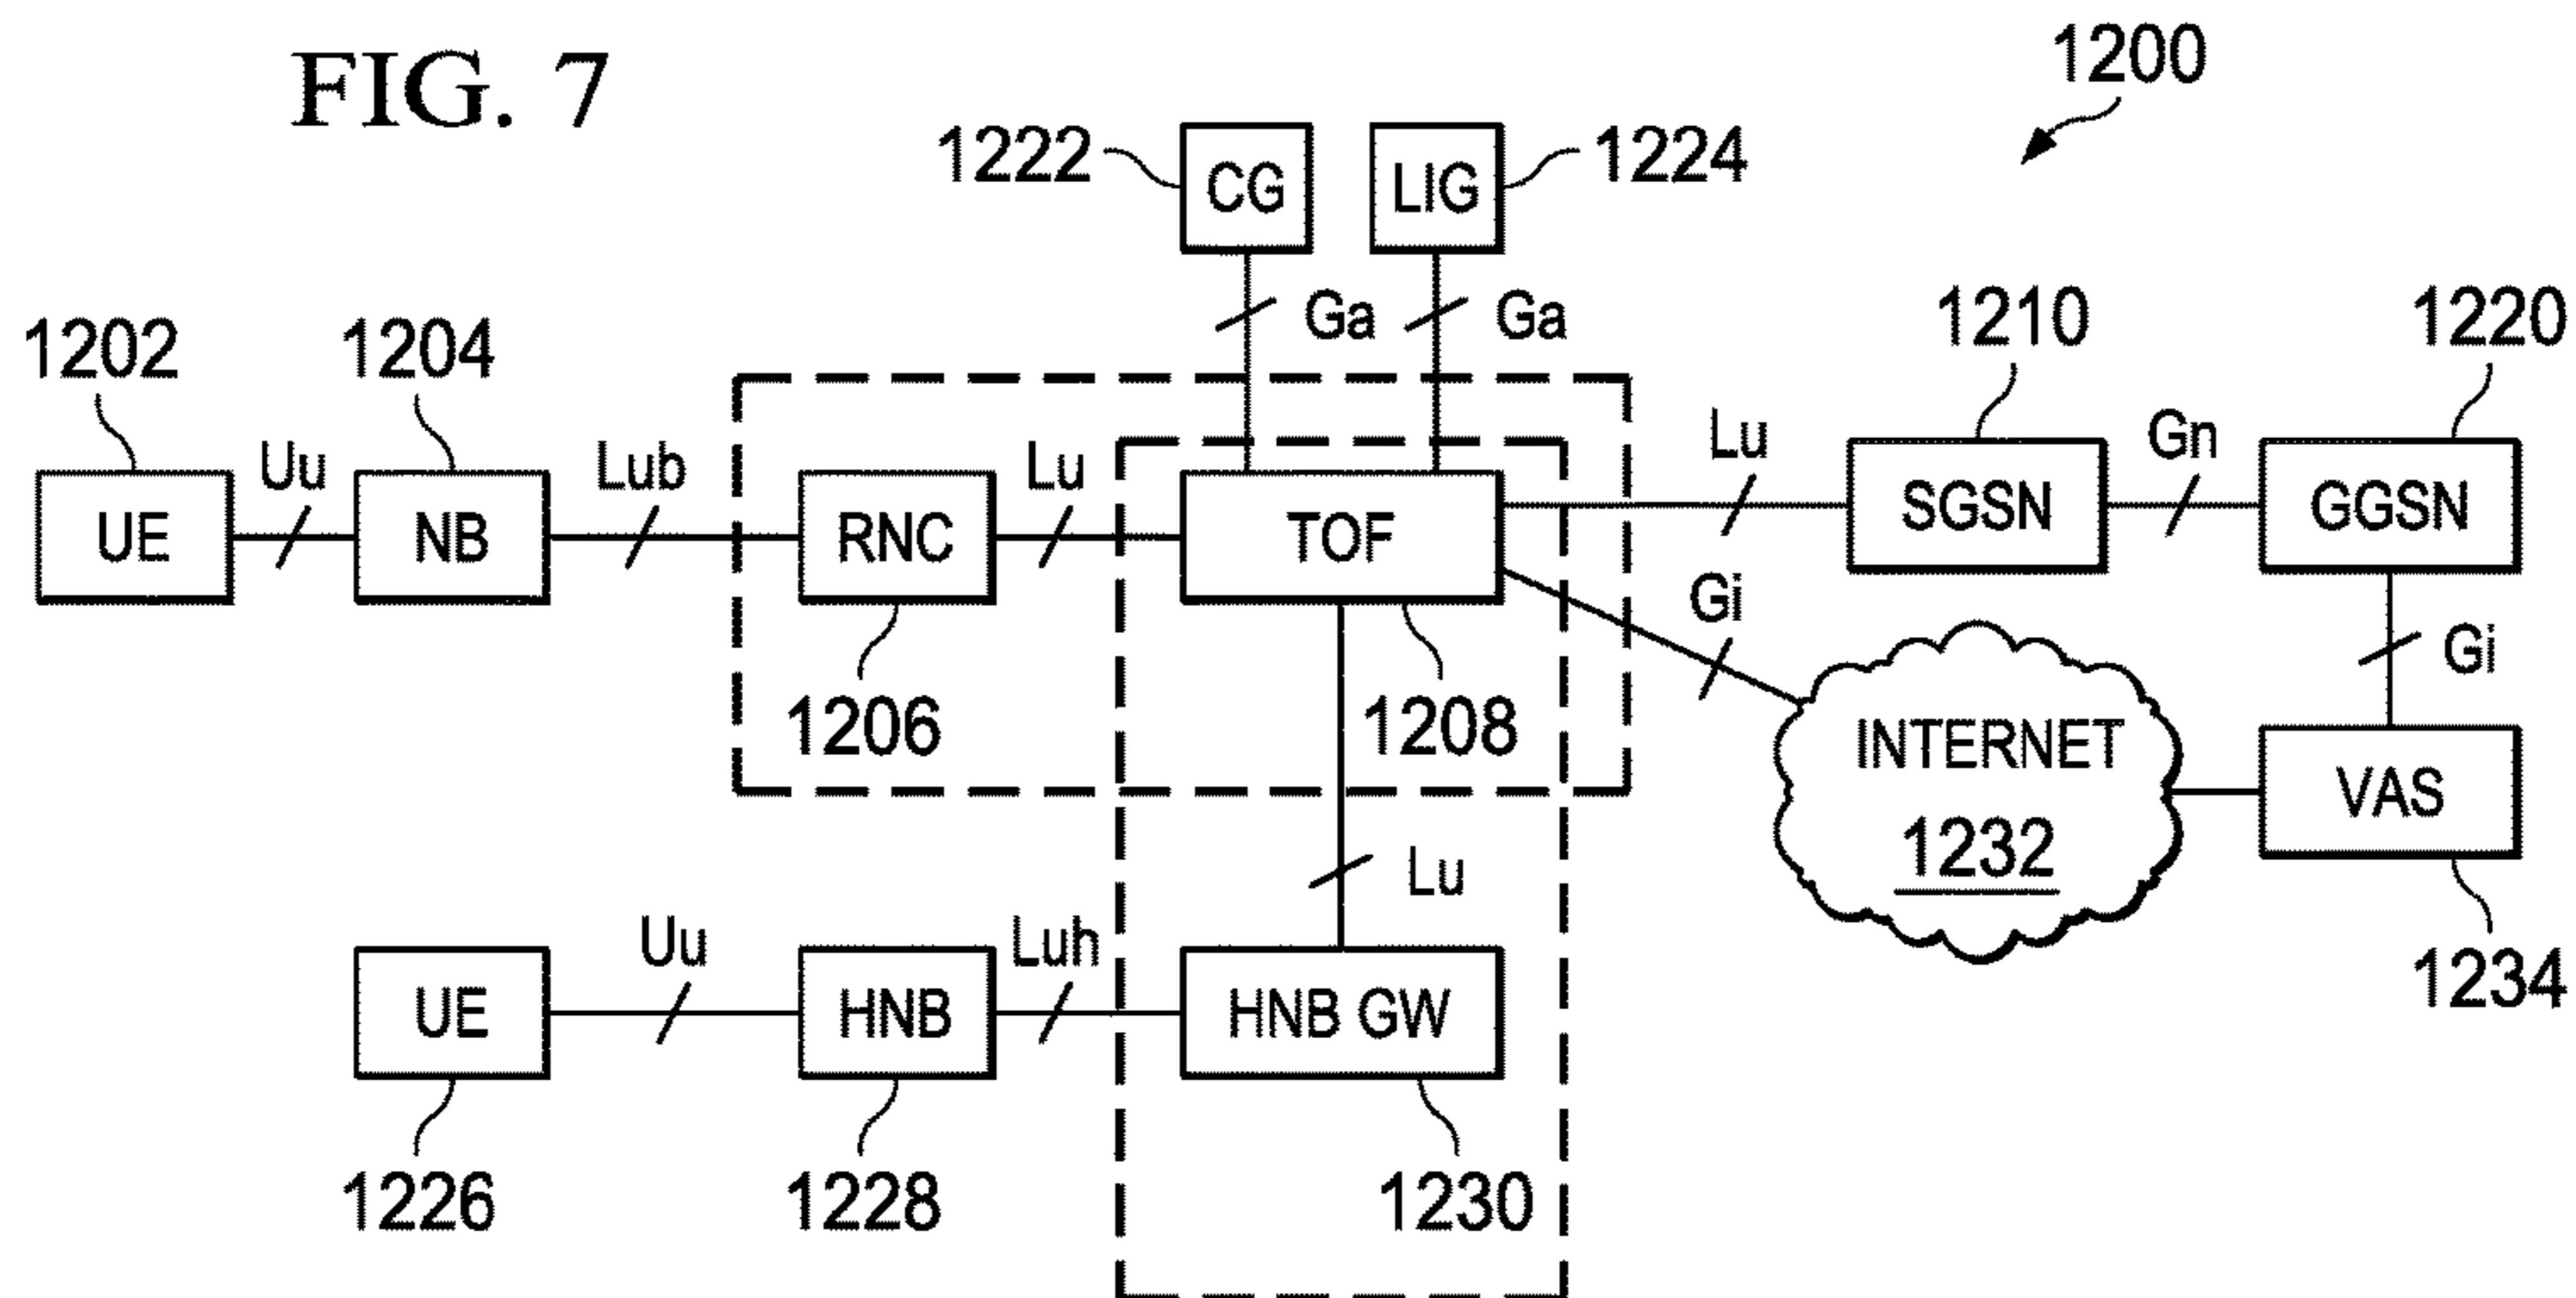 FIG. 7
1200
1222
CG
LIG
1224
Ga
Ga
1202
1204
1210
1220
Uu
Lub
Lu
Lu
Gn
UE
NB
RNC
TOF
SGSN
GGSN
Gi
Gi
1206
1208
INTERNET
1232
VAS
Lu
1234
Uu
Luh
UE
HNB
HNB GW
1226
1228
1230